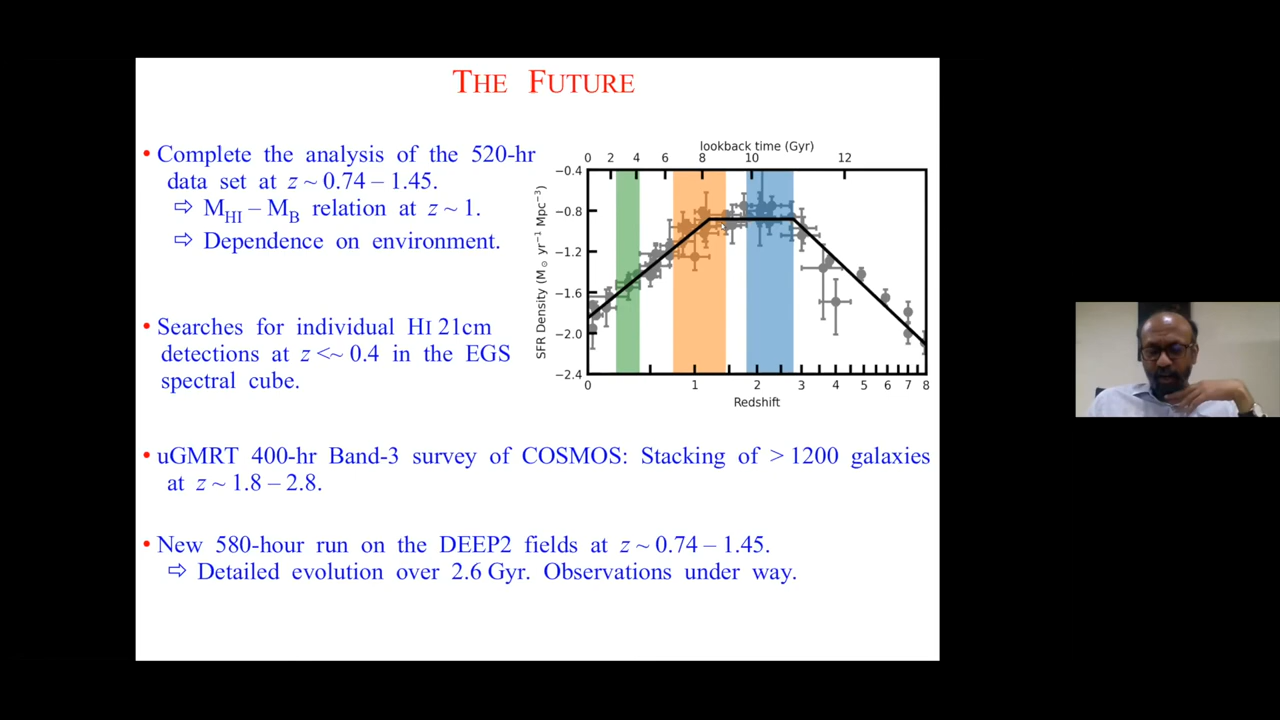 THE FUTURE
• Complete the analysis of the 520-hr
data set at z ~ 0.74 – 1.45.
⇨ M_HI – M_B relation at z ~ 1.
⇨ Dependence on environment.
lookback time (Gyr)
0 2 4 6 8 10 12
SFR Density (M⊙ yr⁻¹ Mpc⁻³)
−0.4
−0.8
−1.2
−1.6
−2.0
−2.4
0 1 2 3 4 5 6 7 8
Redshift
• Searches for individual HI 21cm
detections at z <~ 0.4 in the EGS
spectral cube.
• uGMRT 400-hr Band-3 survey of COSMOS: Stacking of > 1200 galaxies
at z ~ 1.8 – 2.8.
• New 580-hour run on the DEEP2 fields at z ~ 0.74 – 1.45.
⇨ Detailed evolution over 2.6 Gyr. Observations under way.